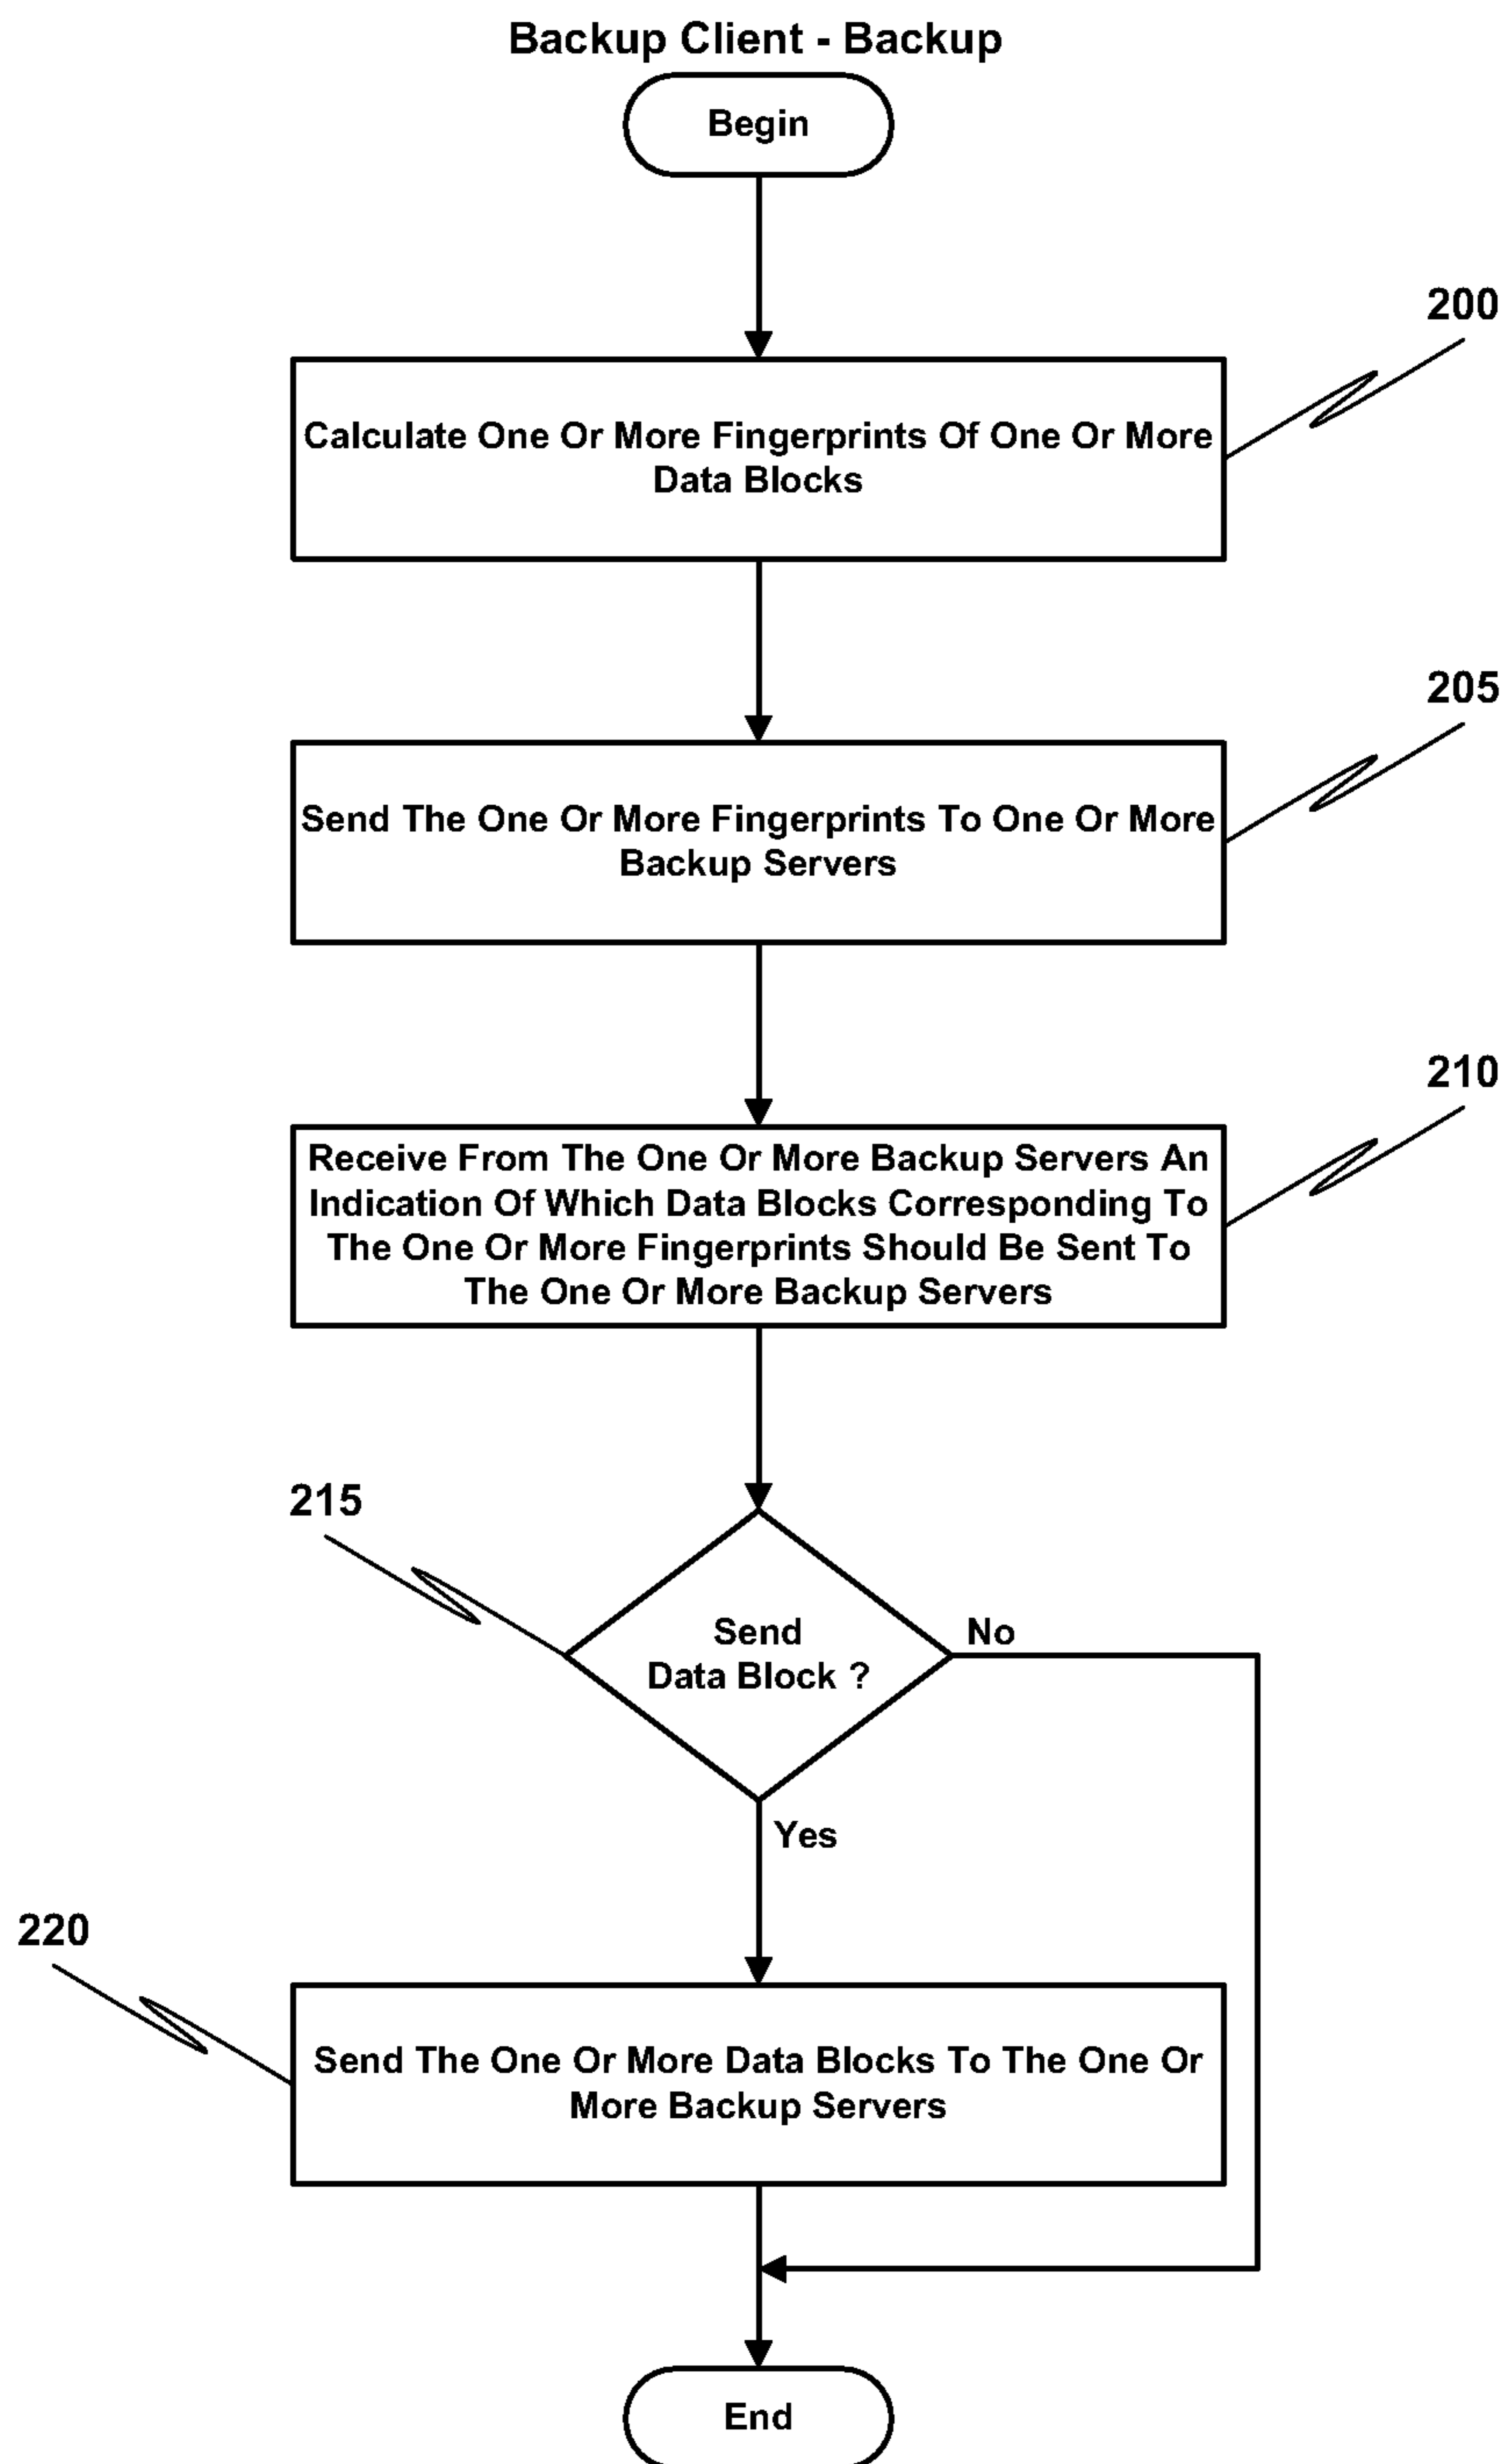 Backup Client - Backup
Begin
200
Calculate One Or More Fingerprints Of One Or More
Data Blocks
205
Send The One Or More Fingerprints To One Or More
Backup Servers
210
Receive From The One Or More Backup Servers An
Indication Of Which Data Blocks Corresponding To
The One Or More Fingerprints Should Be Sent To
The One Or More Backup Servers
215
Send
Data Block ?
No
Yes
220
Send The One Or More Data Blocks To The One Or
More Backup Servers
End